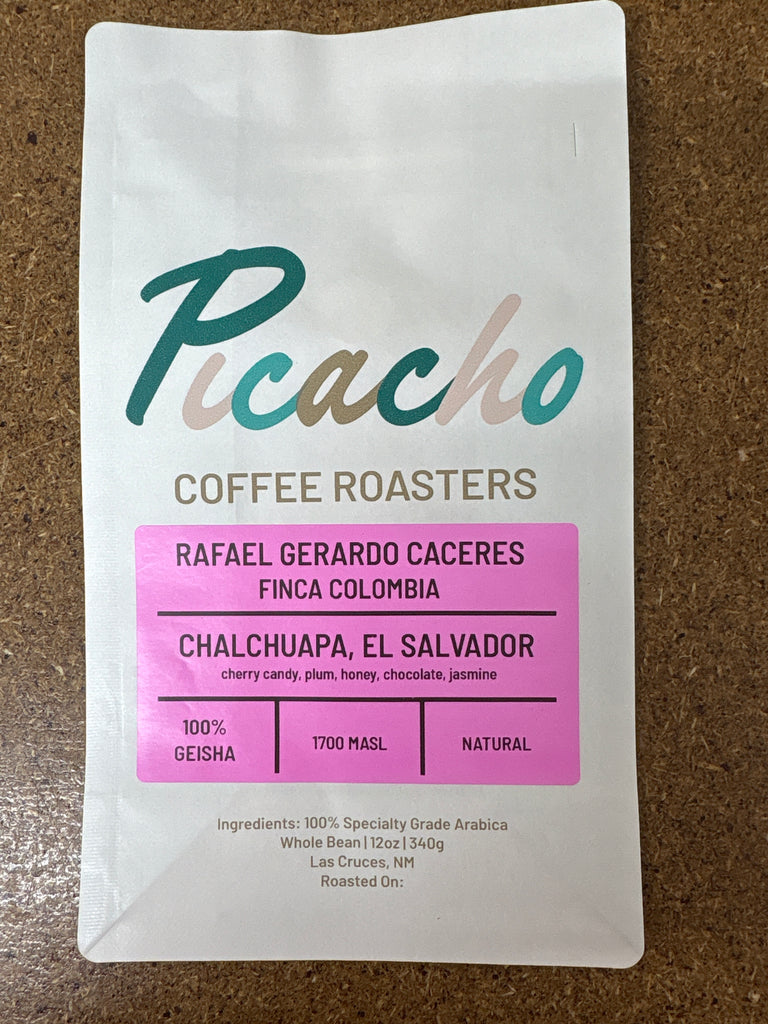 Picacho
COFFEE ROASTERS
RAFAEL GERARDO CACERES
FINCA COLOMBIA
CHALCHUAPA, EL SALVADOR
cherry candy, plum, honey, chocolate, jasmine
100%
GEISHA
1700 MASL
NATURAL
Ingredients: 100% Specialty Grade Arabica
Whole Bean | 12oz | 340g
Las Cruces, NM
Roasted On: